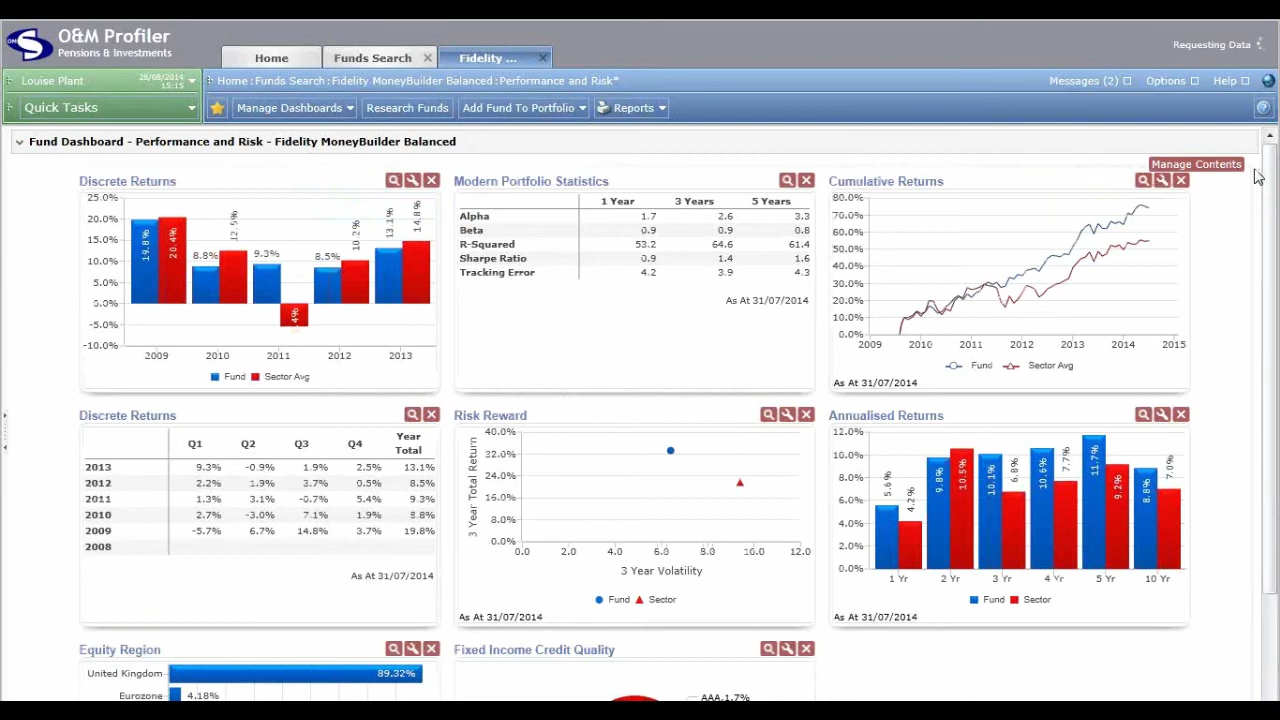 O&M Profiler
Pensions & Investments
Home
Funds Search
Fidelity ...
Requesting Data
Louise Plant
28/08/2014
15:15
Home:Funds Search:Fidelity MoneyBuilder Balanced:Performance and Risk*
Messages (2)
Options
Help
Quick Tasks
Manage Dashboards
Research Funds
Add Fund To Portfolio
Reports
Fund Dashboard - Performance and Risk - Fidelity MoneyBuilder Balanced
Manage Contents
Discrete Returns
25.0%
20.0%
15.0%
10.0%
5.0%
-5.0%
-10.0%
19.8%
20.4%
8.8%
12.5%
9.3%
8.5%
10.2%
13.1%
14.8%
2009 2010 2011 2012 2013
Fund Sector Avg
Modern Portfolio Statistics
1 Year 3 Years 5 Years
Alpha 1.7 2.6 3.3
Beta 0.9 0.9 0.8
R-Squared 53.2 64.6 61.4
Sharpe Ratio 0.9 1.4 1.6
Tracking Error 4.2 3.9 4.3
As At 31/07/2014
Cumulative Returns
80.0%
70.0%
60.0%
50.0%
40.0%
30.0%
20.0%
10.0%
0.0%
2009 2010 2011 2012 2013 2014 2015
Fund Sector Avg
As At 31/07/2014
Discrete Returns
Q1 Q2 Q3 Q4 Year
Total
2013 9.3% -0.9% 1.9% 2.5% 13.1%
2012 2.2% 1.9% 3.7% 0.5% 8.5%
2011 1.3% 3.1% -0.7% 5.4% 9.3%
2010 2.7% -3.0% 7.1% 1.9% 8.8%
2009 -5.7% 6.7% 14.8% 3.7% 19.8%
2008
As At 31/07/2014
Risk Reward
3 Year Total Return
40.0%
32.0%
24.0%
16.0%
8.0%
0.0%
0.0 2.0 4.0 6.0 8.0 10.0 12.0
3 Year Volatility
Fund Sector
As At 31/07/2014
Annualised Returns
12.0%
10.0%
8.0%
6.0%
4.0%
2.0%
0.0%
5.6%
4.2%
9.8%
10.5%
10.1%
6.8%
10.6%
7.7%
11.7%
9.2%
8.8%
7.0%
1 Yr 2 Yr 3 Yr 4 Yr 5 Yr 10 Yr
Fund Sector
As At 31/07/2014
Equity Region
United Kingdom 89.32%
Eurozone 4.18%
Fixed Income Credit Quality
AAA 1.7%